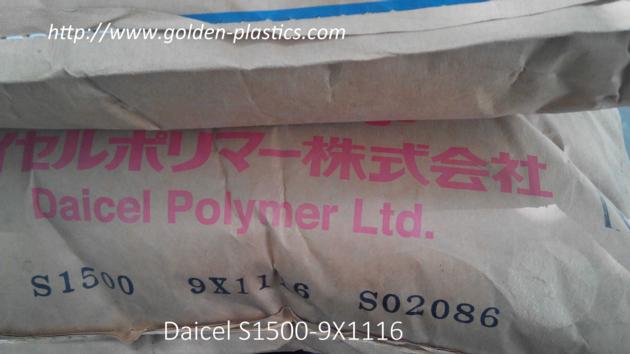 http://www.golden-plastics.com
イセルポリマー株式会社
Daicel Polymer Ltd.
S1500 9X1116 S02086
Daicel S1500-9X1116